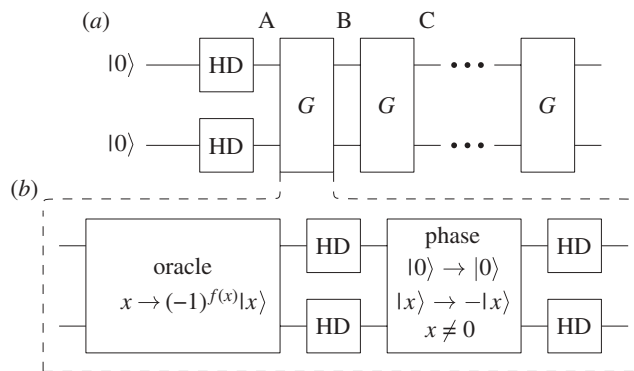 (a)
A B C
|0⟩ HD G G ••• G
|0⟩ HD •••
(b)
oracle
x → (-1)^{f(x)}|x⟩
HD
HD
phase
|0⟩ → |0⟩
|x⟩ → -|x⟩
x ≠ 0
HD
HD